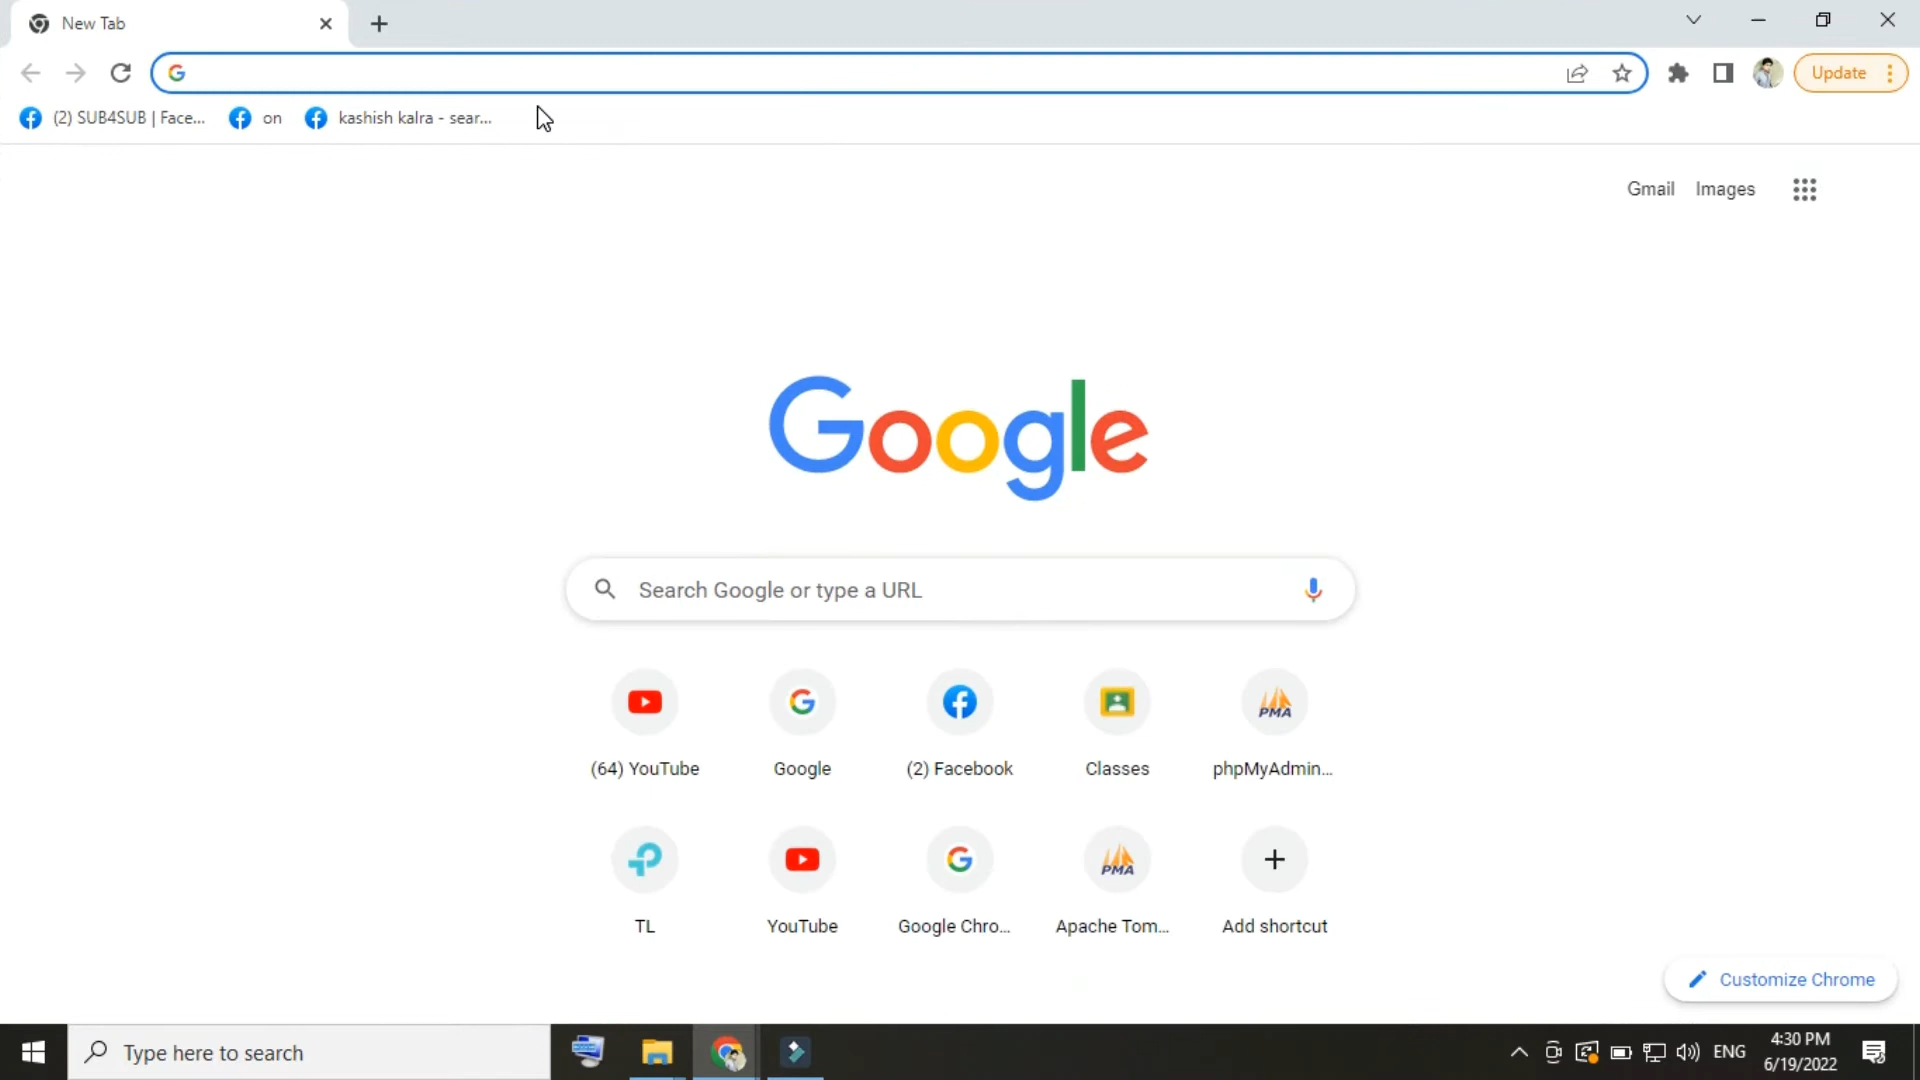 New Tab
Update
(2) SUB4SUB | Face...
on
kashish kalra - sear...
Gmail
Images
Google
Search Google or type a URL
(64) YouTube
Google
(2) Facebook
Classes
PMA
phpMyAdmin...
TL
YouTube
Google Chro...
PMA
Apache Tom...
Add shortcut
Customize Chrome
Type here to search
ENG
4:30 PM
6/19/2022